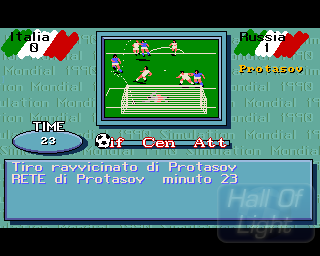 Italia
0
Russia
1
Protasov
TIME
23
if Cen Att
Tiro ravvicinato di Protasov
RETE di Protasov minuto 23
Hall Of
Light